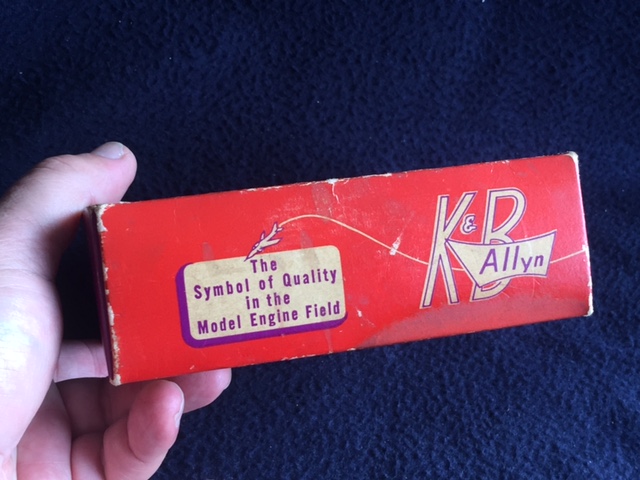 The
Symbol of Quality
in the
Model Engine Field
K&B
Allyn